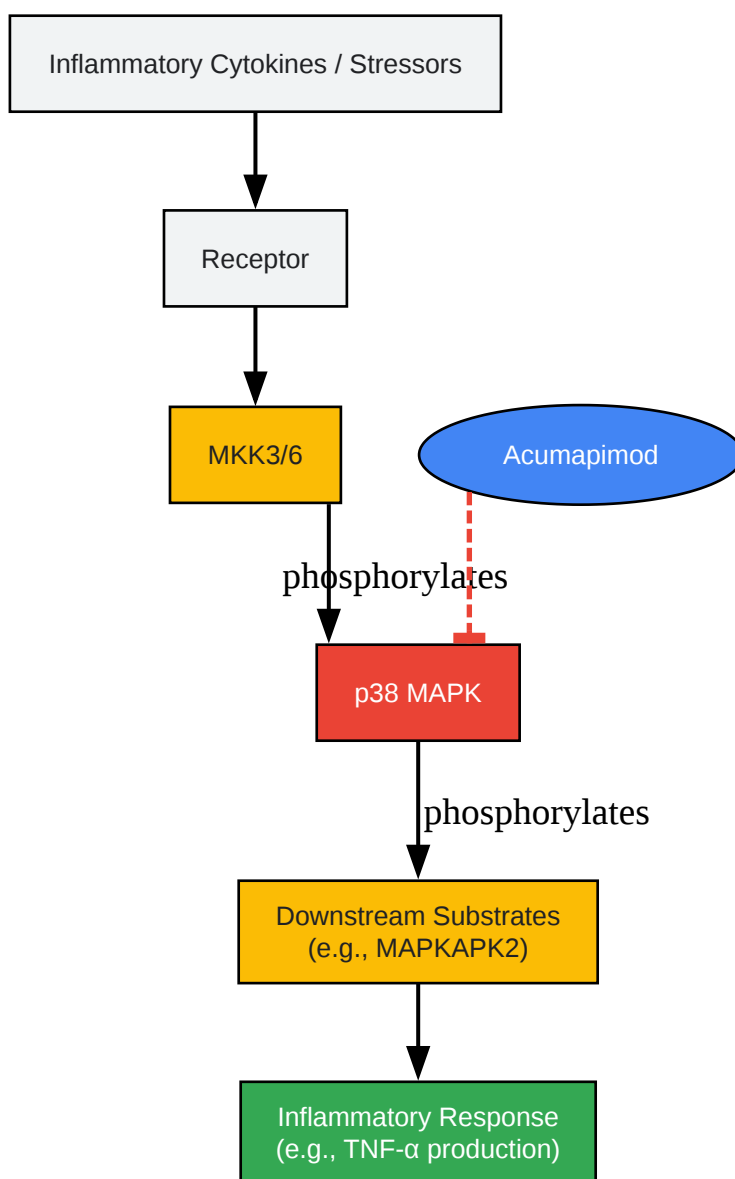 Inflammatory Cytokines / Stressors
Receptor
MKK3/6
Acumapimod
phosphorylates
p38 MAPK
phosphorylates
Downstream Substrates
(e.g., MAPKAPK2)
Inflammatory Response
(e.g., TNF-α production)